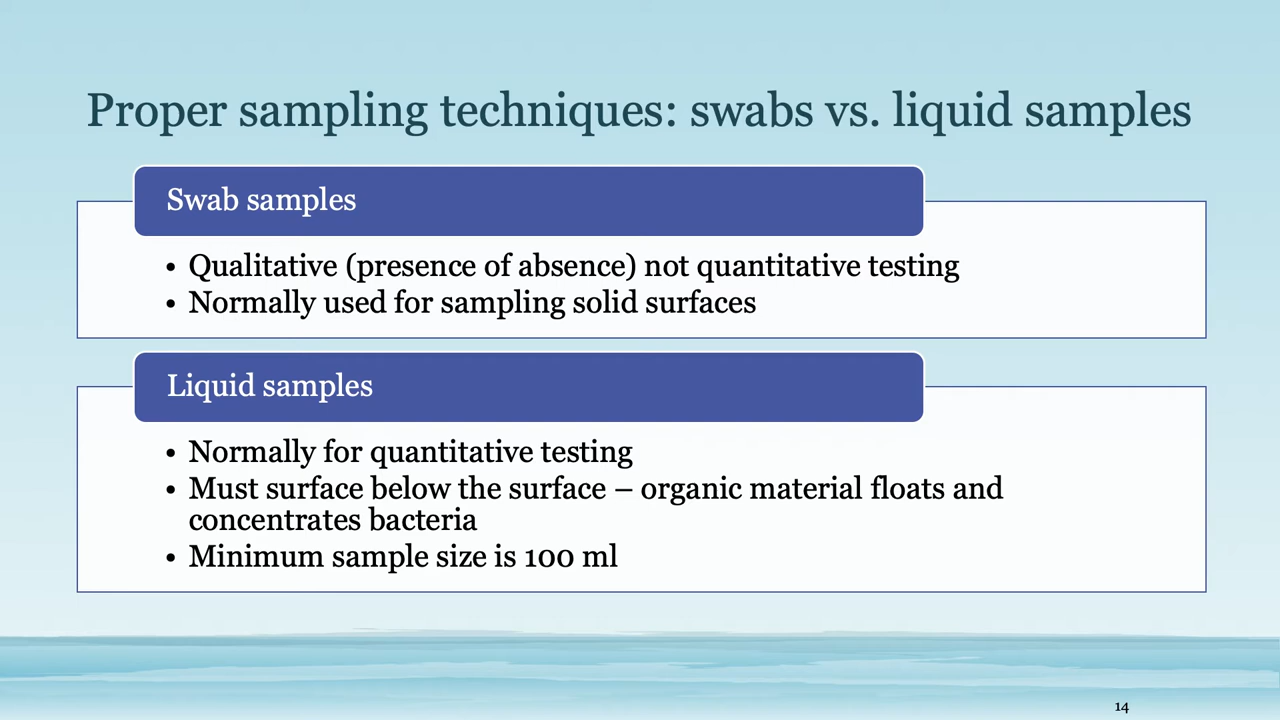 Proper sampling techniques: swabs vs. liquid samples
Swab samples
• Qualitative (presence of absence) not quantitative testing
• Normally used for sampling solid surfaces
Liquid samples
• Normally for quantitative testing
• Must surface below the surface – organic material floats and
concentrates bacteria
• Minimum sample size is 100 ml
14